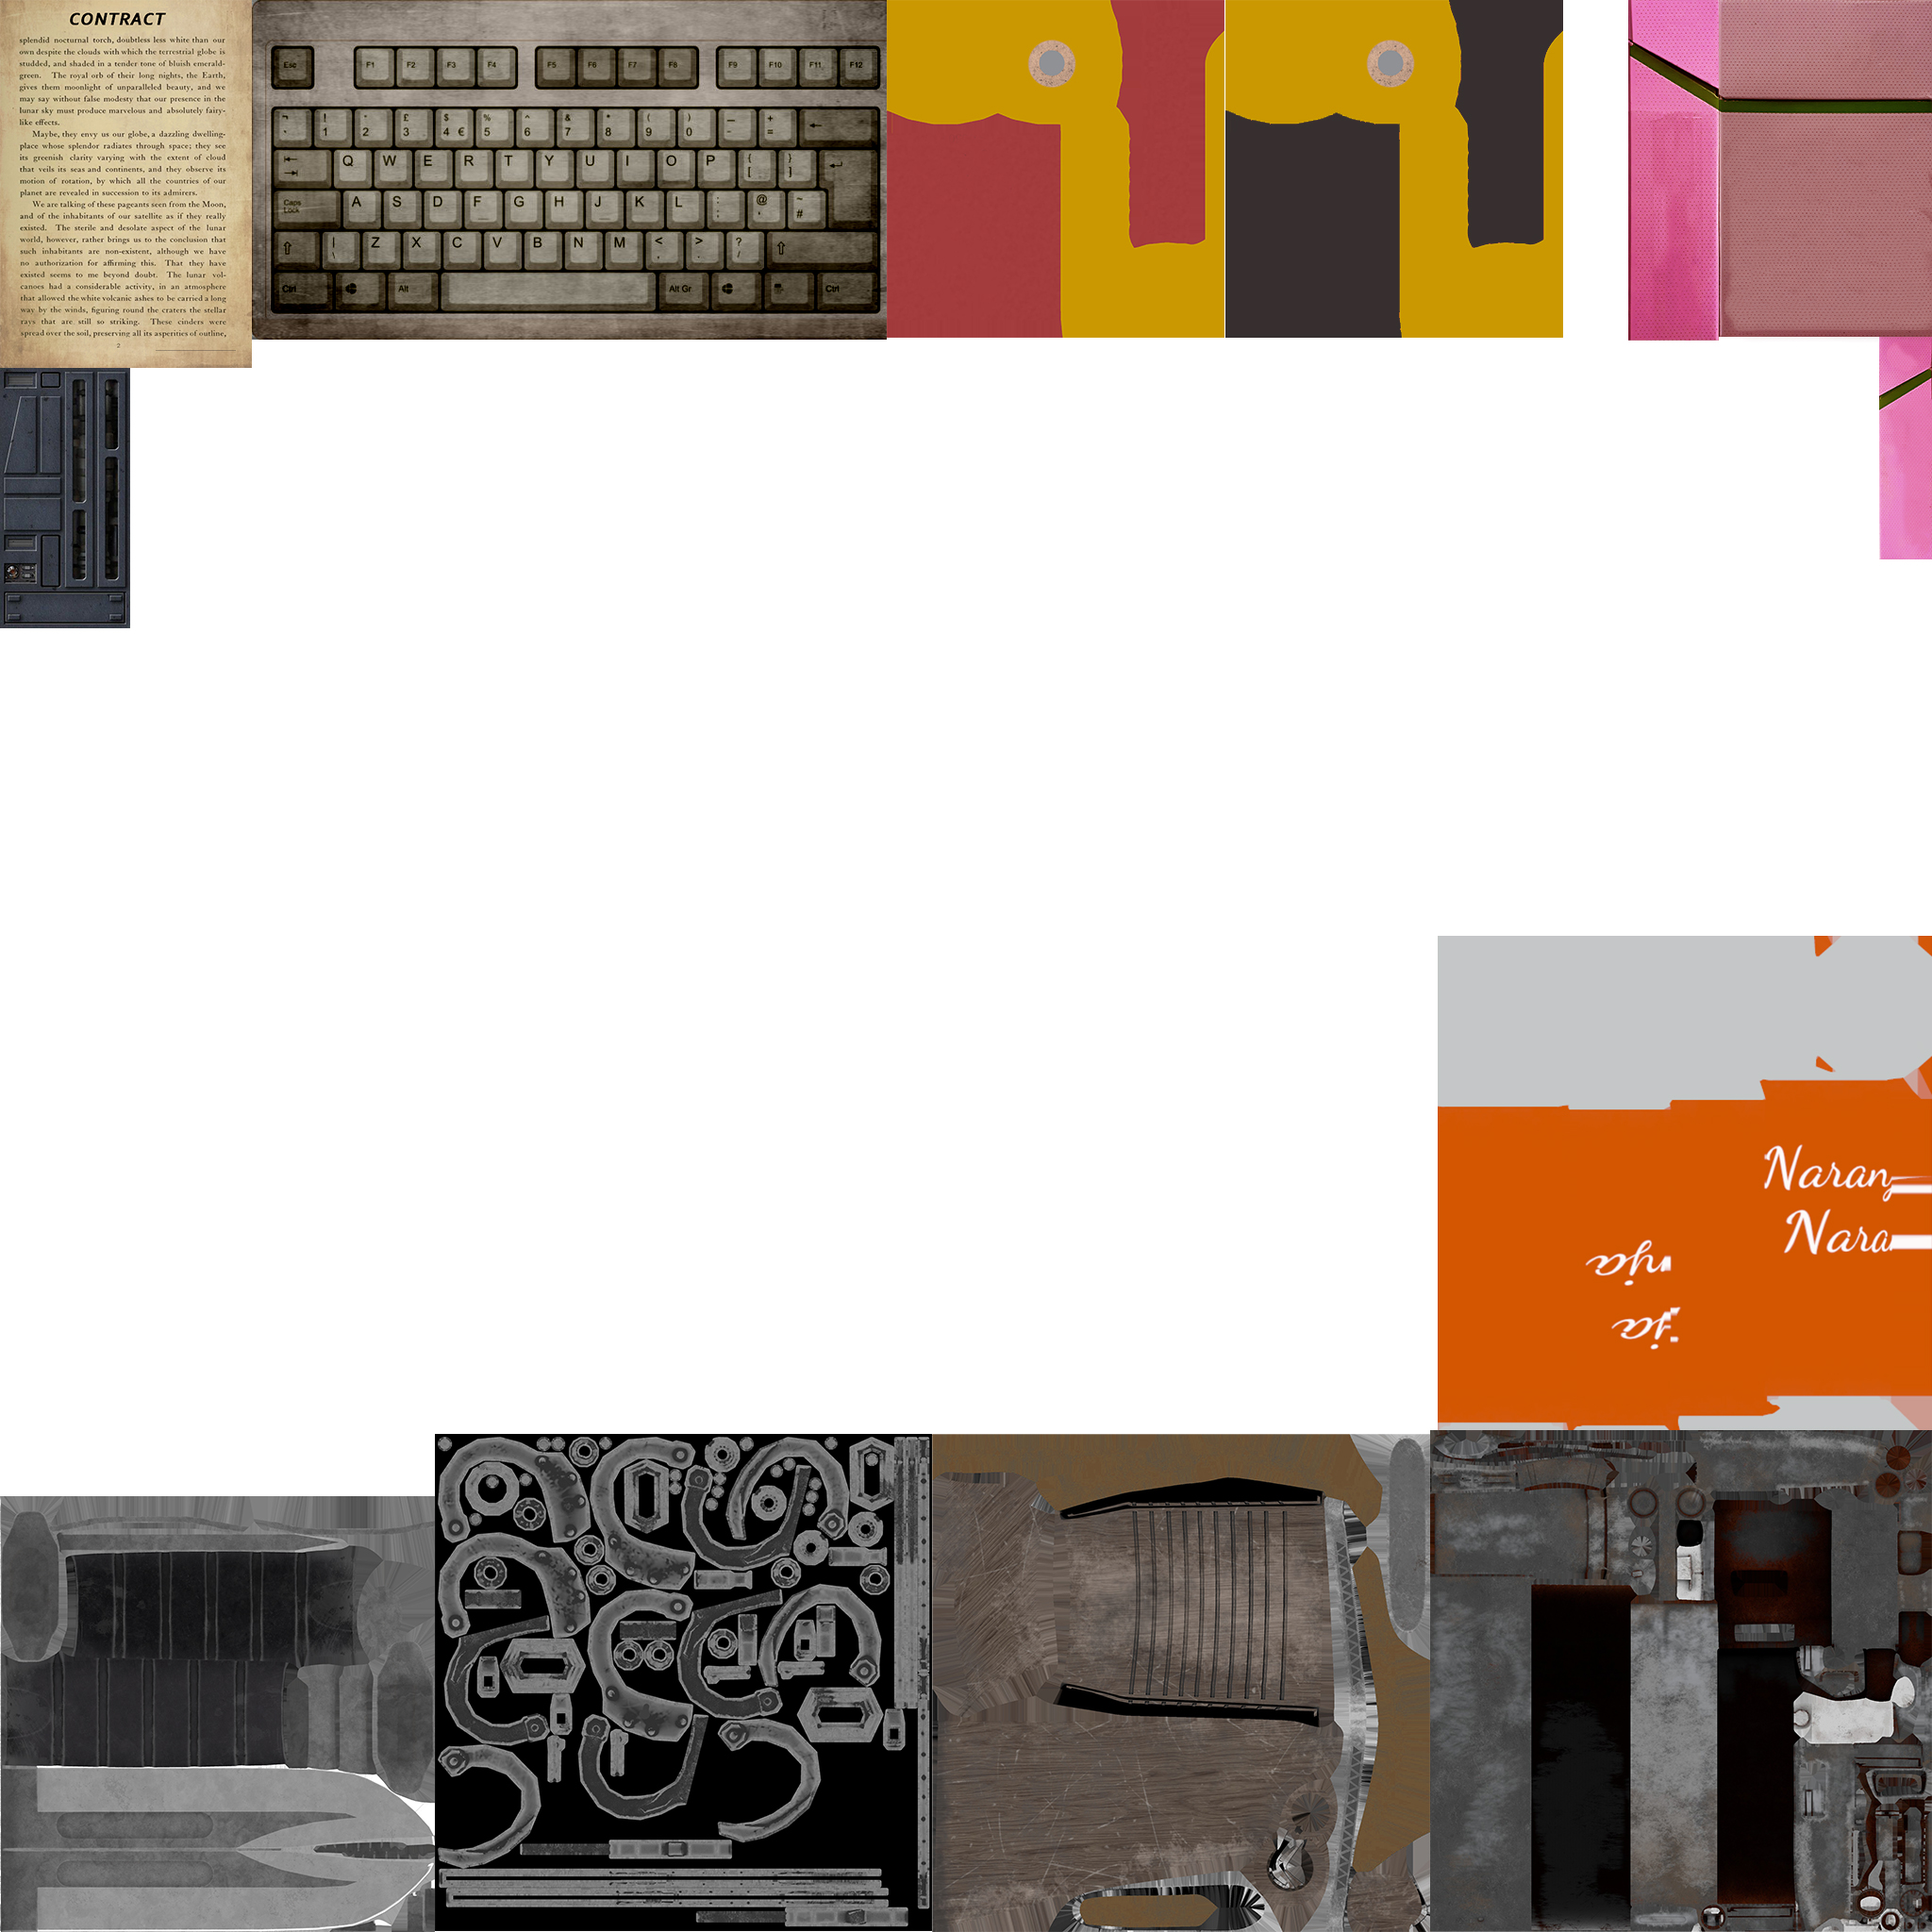 CONTRACT
splendid nocturnal torch, doubtless less white than our
own despite the clouds with which the terrestrial globe is
studded, and shaded in a tender tone of bluish emerald-
green. The royal orb of their long nights, the Earth,
gives them moonlight of unparalleled beauty, and we
may say without false modesty that our presence in the
lunar sky must produce marvelous and absolutely fairy-
like effects.
Maybe, they envy us our globe, a dazzling dwelling-
place whose splendor radiates through space; they see
its greenish clarity varying with the extent of cloud
that veils its seas and continents, and they observe its
motion of rotation, by which all the countries of our
planet are revealed in succession to its admirers.
We are talking of these pageants seen from the Moon,
and of the inhabitants of our satellite as if they really
existed. The sterile and desolate aspect of the lunar
world, however, rather brings us to the conclusion that
such inhabitants are non-existent, although we have
no authorization for affirming this. That they have
existed seems to me beyond doubt. The lunar vol-
canoes had a considerable activity, in an atmosphere
that allowed the white volcanic ashes to be carried a long
way by the winds, figuring round the craters the stellar
rays that are still so striking. These cinders were
spread over the soil, preserving all its asperities of outline,
2
Esc F1 F2 F3 F4 F5 F6 F7 F8 F9 F10 F11 F12
¬ ! " £ $ % ^ & * ( ) _ +
` 1 2 3 4 € 5 6 7 8 9 0 - =
Q W E R T Y U I O P { }
[ ]
Caps Lock A S D F G H J K L : @ ~
; ' #
| Z X C V B N M < > ?
\ , . /
Ctrl Alt Alt Gr Ctrl
Naran
Nara
nja
ja